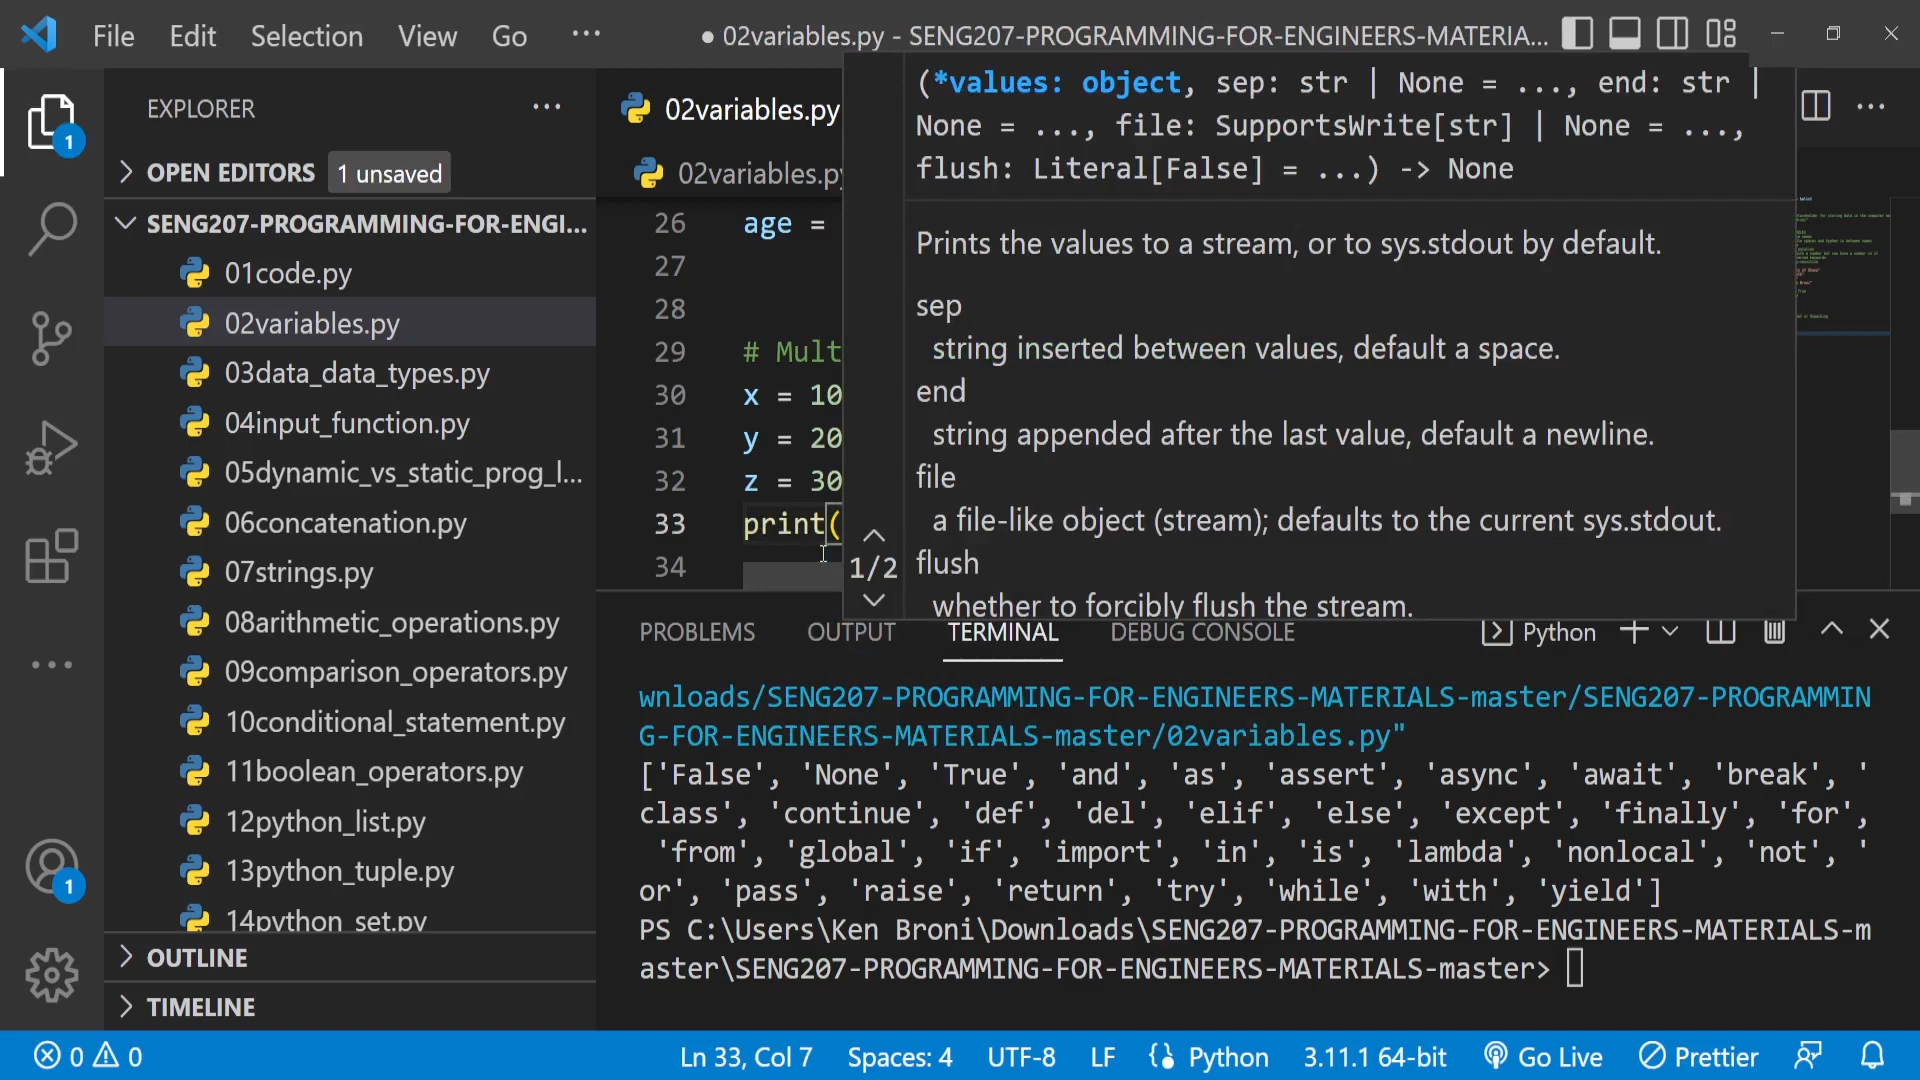 File Edit Selection View Go ··· ● 02variables.py - SENG207-PROGRAMMING-FOR-ENGINEERS-MATERIA...
EXPLORER
OPEN EDITORS 1 unsaved
SENG207-PROGRAMMING-FOR-ENGI...
01code.py
02variables.py
03data_data_types.py
04input_function.py
05dynamic_vs_static_prog_l...
06concatenation.py
07strings.py
08arithmetic_operations.py
09comparison_operators.py
10conditional_statement.py
11boolean_operators.py
12python_list.py
13python_tuple.py
14python_set.py
OUTLINE
TIMELINE
1
1
02variables.py
02variables.py
26 age =
27
28
29 # Mult
30 x = 10
31 y = 20
32 z = 30
33 print(
34
(*values: object, sep: str | None = ..., end: str |
None = ..., file: SupportsWrite[str] | None = ...,
flush: Literal[False] = ...) -> None
Prints the values to a stream, or to sys.stdout by default.
sep
string inserted between values, default a space.
end
string appended after the last value, default a newline.
file
a file-like object (stream); defaults to the current sys.stdout.
flush
whether to forcibly flush the stream.
1/2
PROBLEMS OUTPUT TERMINAL DEBUG CONSOLE Python
wnloads/SENG207-PROGRAMMING-FOR-ENGINEERS-MATERIALS-master/SENG207-PROGRAMMIN
G-FOR-ENGINEERS-MATERIALS-master/02variables.py"
['False', 'None', 'True', 'and', 'as', 'assert', 'async', 'await', 'break', '
class', 'continue', 'def', 'del', 'elif', 'else', 'except', 'finally', 'for',
'from', 'global', 'if', 'import', 'in', 'is', 'lambda', 'nonlocal', 'not', '
or', 'pass', 'raise', 'return', 'try', 'while', 'with', 'yield']
PS C:\Users\Ken Broni\Downloads\SENG207-PROGRAMMING-FOR-ENGINEERS-MATERIALS-m
aster\SENG207-PROGRAMMING-FOR-ENGINEERS-MATERIALS-master>
0 0 Ln 33, Col 7 Spaces: 4 UTF-8 LF Python 3.11.1 64-bit Go Live Prettier